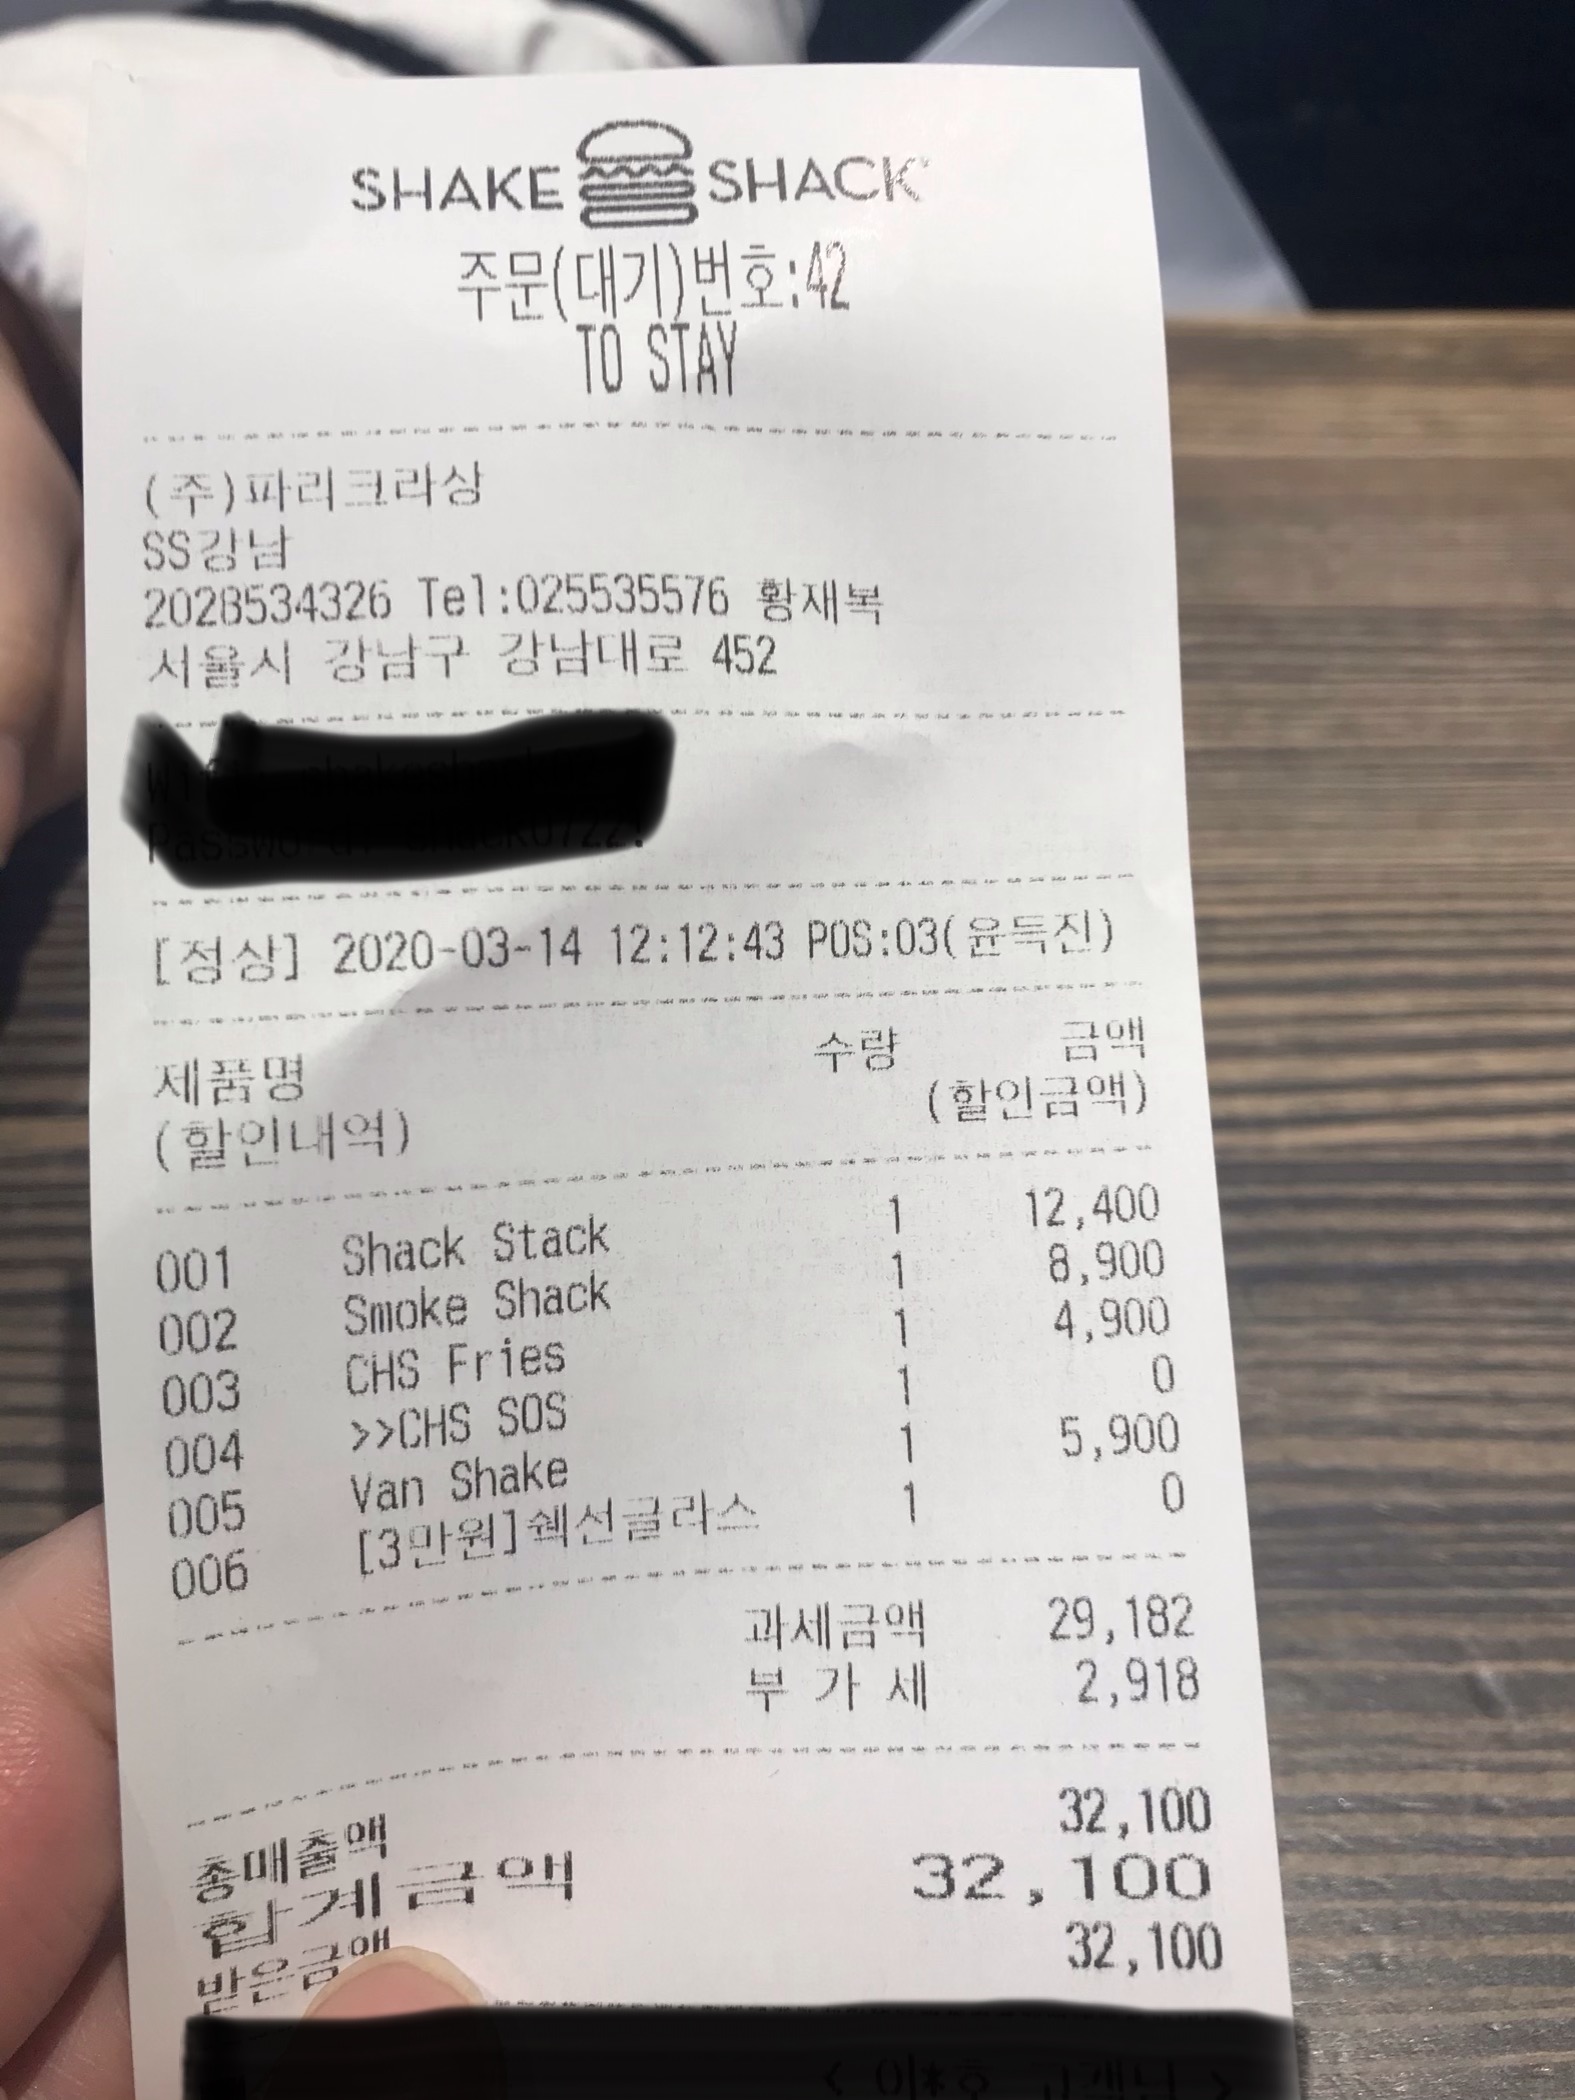 SHAKE SHACK
주문(대기)번호:42
TO STAY
(주)파리크라상
SS강남
2028534326 Tel:025535576 황재복
서울시 강남구 강남대로 452
[정상] 2020-03-14 12:12:43 POS:03(윤득진)
제품명 수량 금액
(할인내역) (할인금액)
001 Shack Stack 1 12,400
002 Smoke Shack 1 8,900
003 CHS Fries 1 4,900
004 >>CHS SOS 1 0
005 Van Shake 1 5,900
006 [3만원]쉑선글라스 1 0
과세금액 29,182
부 가 세 2,918
총매출액 32,100
합계금액 32,100
받은금액 32,100